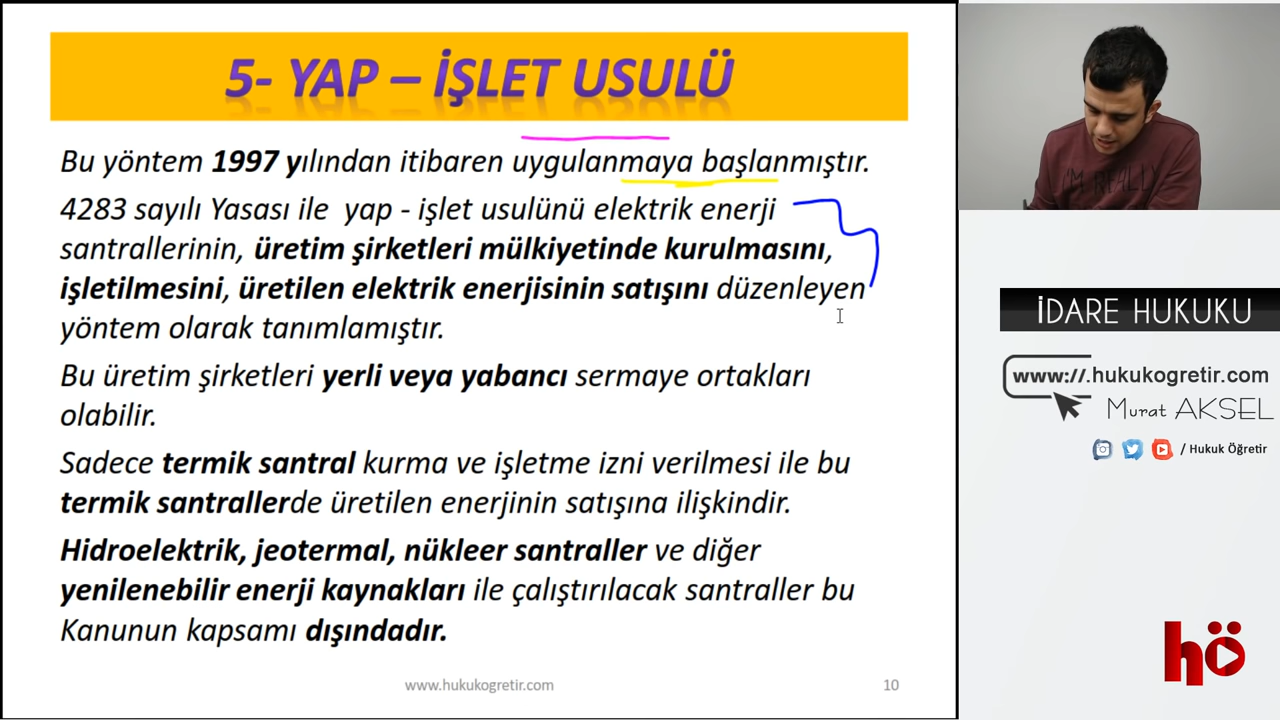 5- YAP – İŞLET USULÜ
Bu yöntem 1997 yılından itibaren uygulanmaya başlanmıştır.
4283 sayılı Yasası ile yap - işlet usulünü elektrik enerji
santrallerinin, üretim şirketleri mülkiyetinde kurulmasını,
işletilmesini, üretilen elektrik enerjisinin satışını düzenleyen
yöntem olarak tanımlamıştır.
Bu üretim şirketleri yerli veya yabancı sermaye ortakları
olabilir.
Sadece termik santral kurma ve işletme izni verilmesi ile bu
termik santrallerde üretilen enerjinin satışına ilişkindir.
Hidroelektrik, jeotermal, nükleer santraller ve diğer
yenilenebilir enerji kaynakları ile çalıştırılacak santraller bu
Kanunun kapsamı dışındadır.
www.hukukogretir.com
10
I'M REALLY
İDARE HUKUKU
www://.hukukogretir.com
Murat AKSEL
/ Hukuk Öğretir
hö